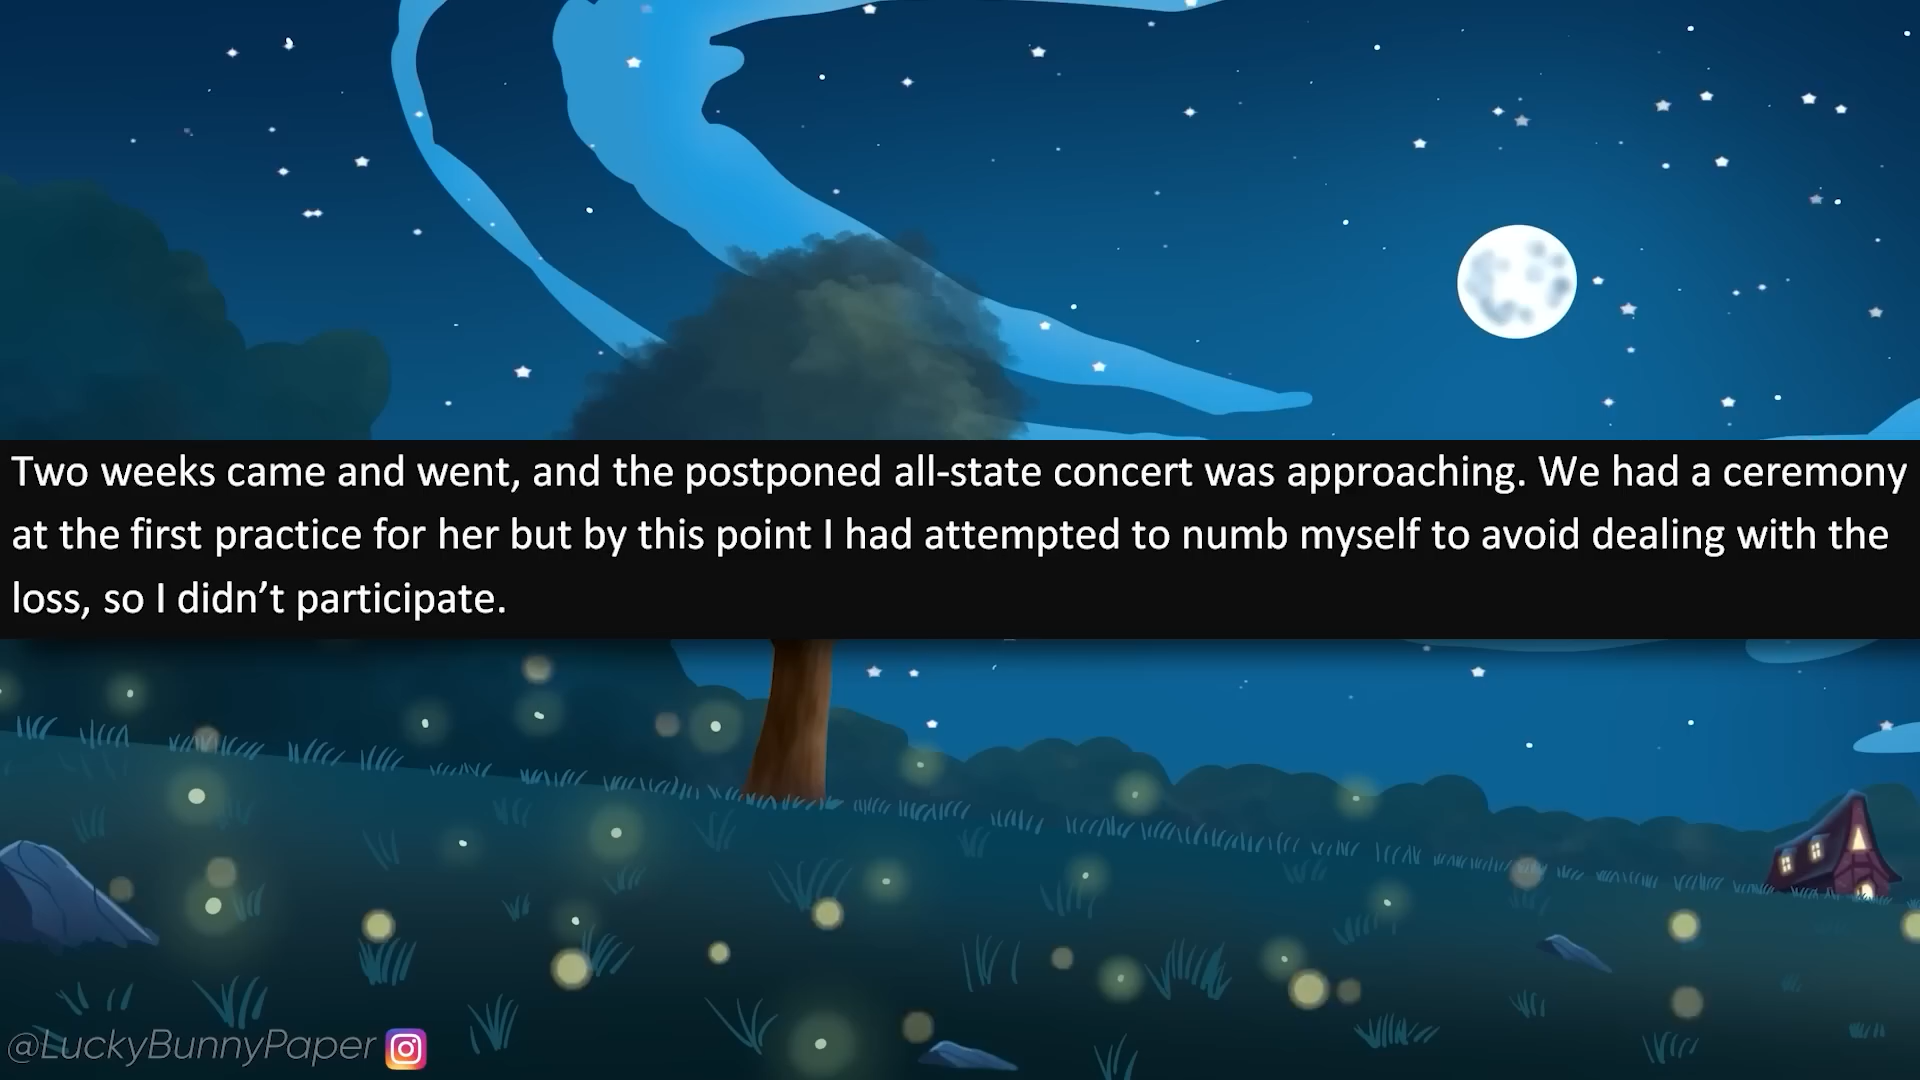 Two weeks came and went, and the postponed all-state concert was approaching. We had a ceremony
at the first practice for her but by this point I had attempted to numb myself to avoid dealing with the
loss, so I didn’t participate.
@LuckyBunnyPaper